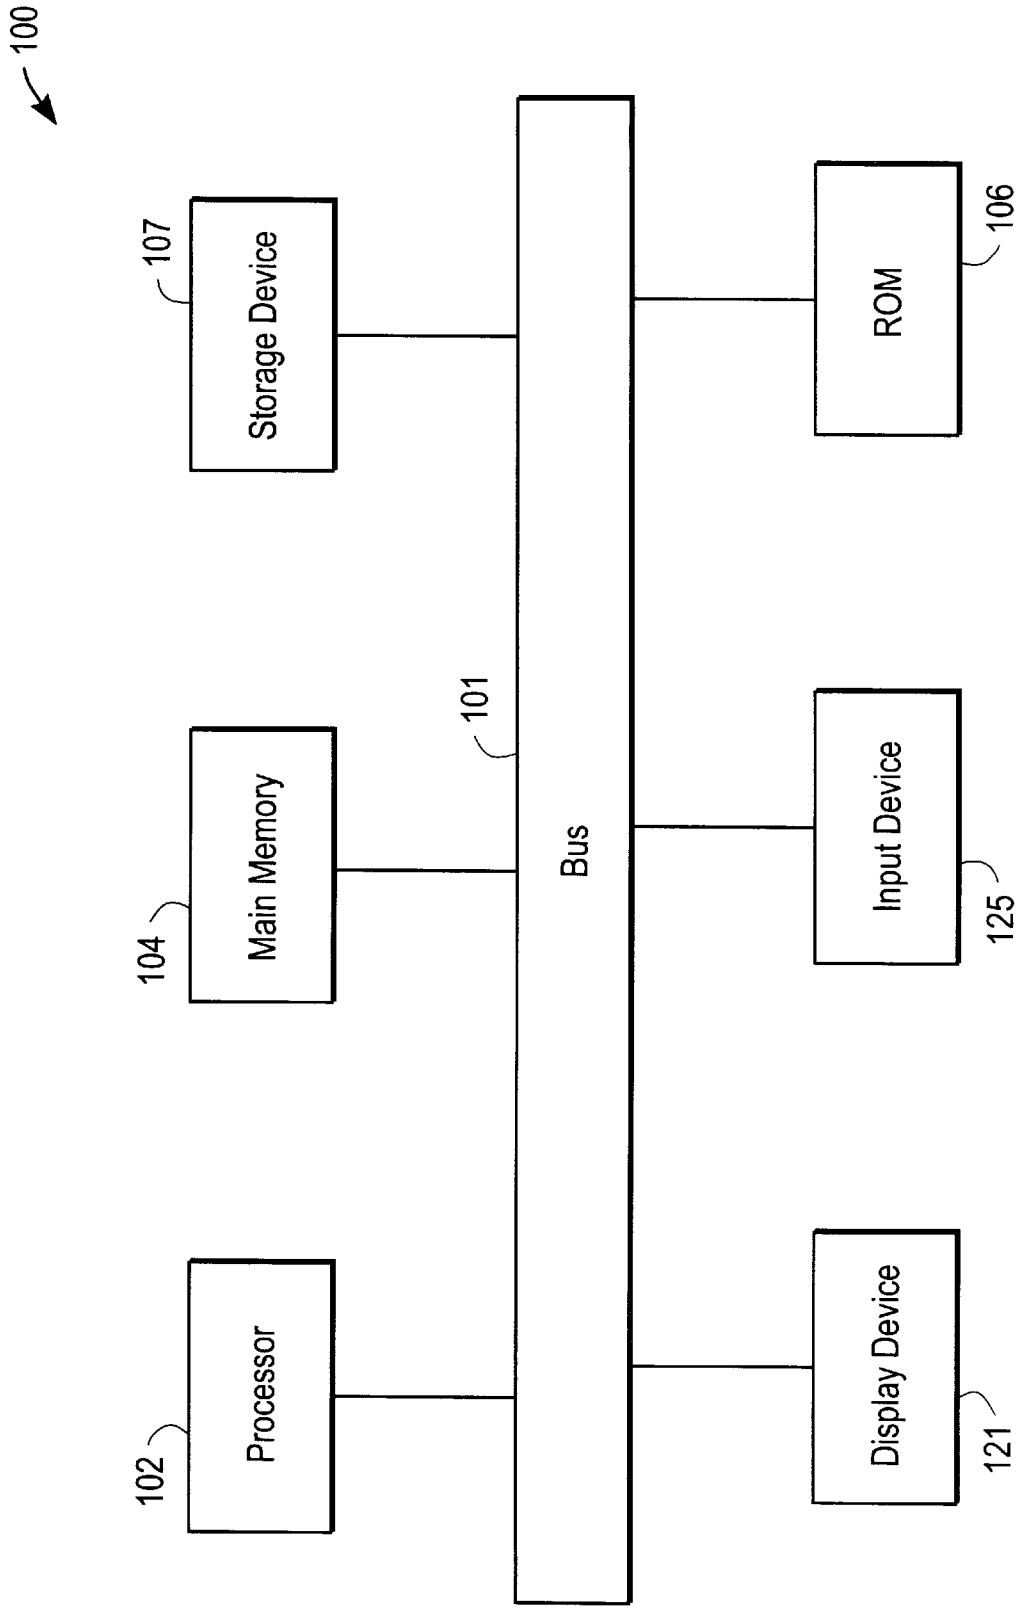 100
102
Processor
104
Main Memory
107
Storage Device
101
Bus
Display Device
121
Input Device
125
ROM
106